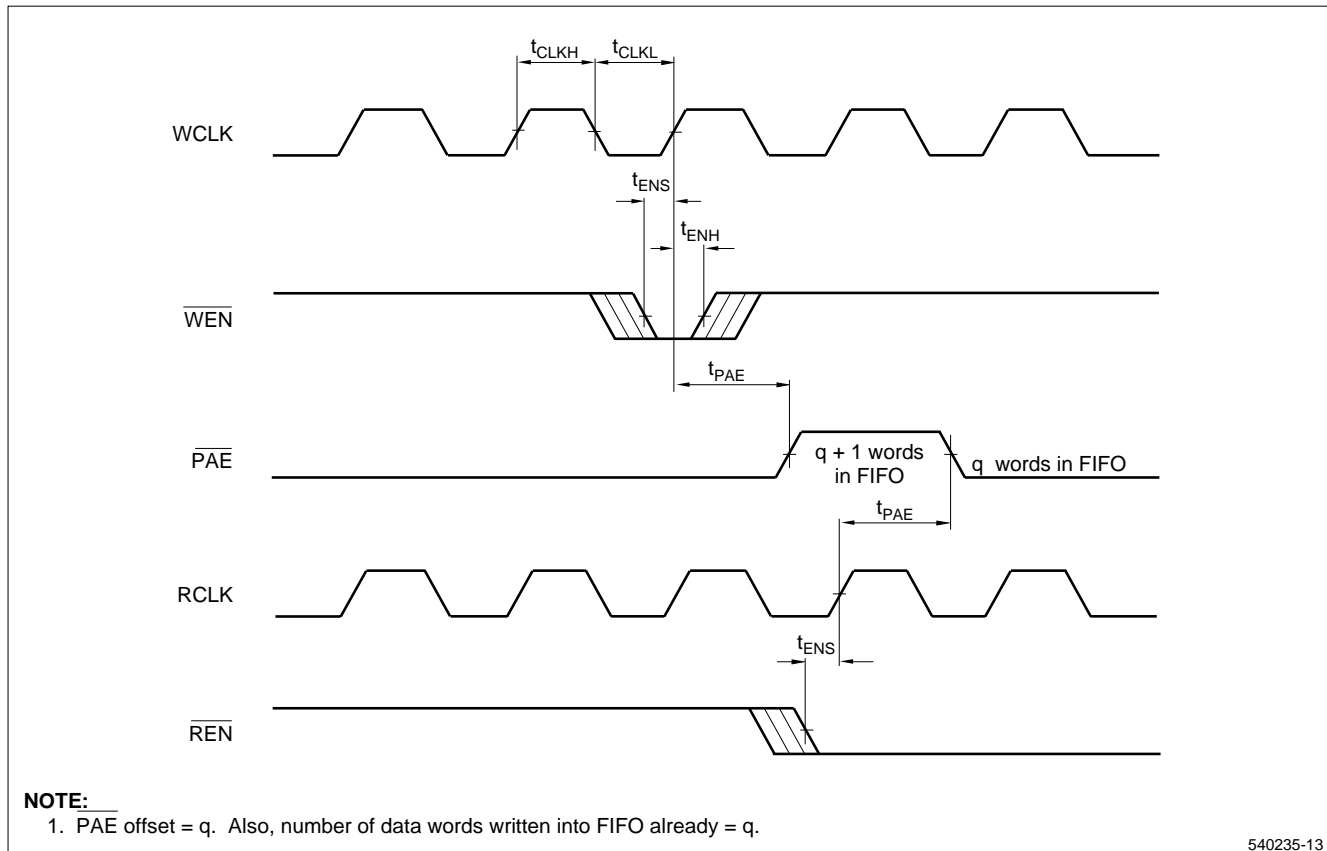 tCLKH tCLKL
WCLK
tENS
tENH
WEN
tPAE
PAE
q + 1 words
in FIFO
q words in FIFO
tPAE
RCLK
tENS
REN
NOTE:
1. PAE offset = q. Also, number of data words written into FIFO already = q.
540235-13